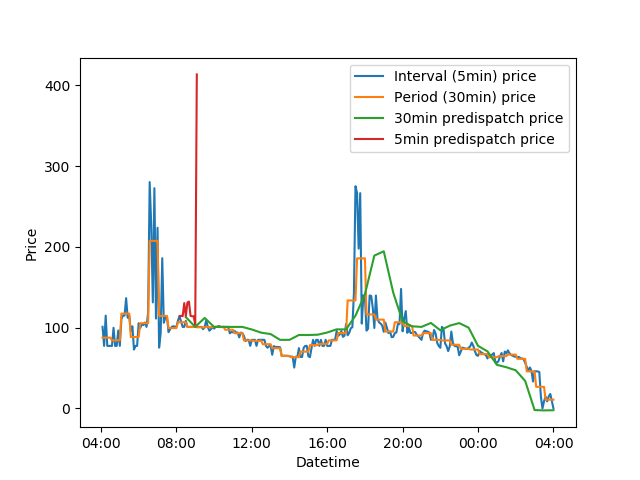 Interval (5min) price
Period (30min) price
30min predispatch price
5min predispatch price
Price
400
300
200
100
0
04:00 08:00 12:00 16:00 20:00 00:00 04:00
Datetime